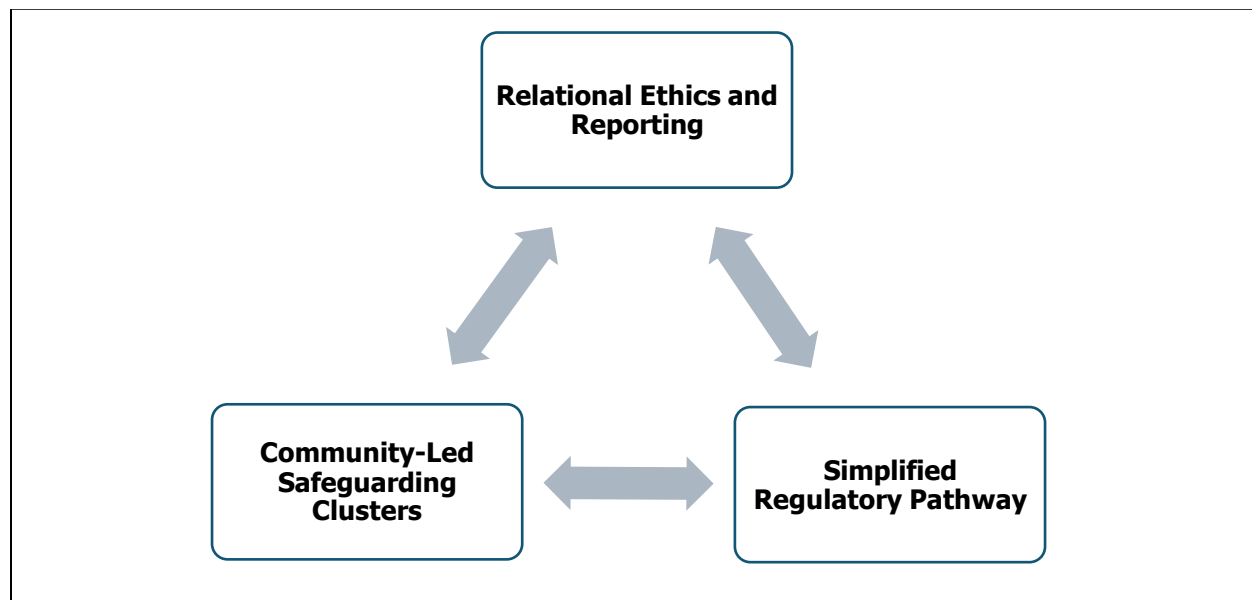 Relational Ethics and
Reporting
Community-Led
Safeguarding
Clusters
Simplified
Regulatory Pathway